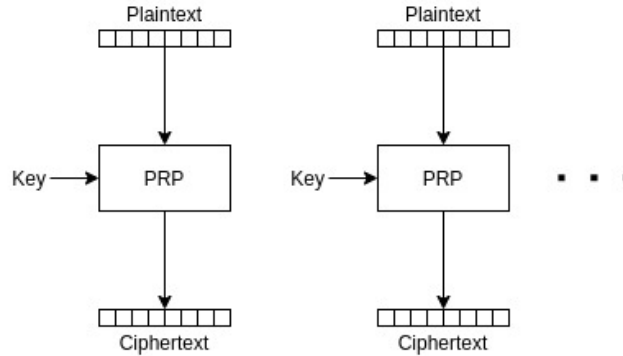 Plaintext
Plaintext
Key
PRP
Key
PRP
Ciphertext
Ciphertext